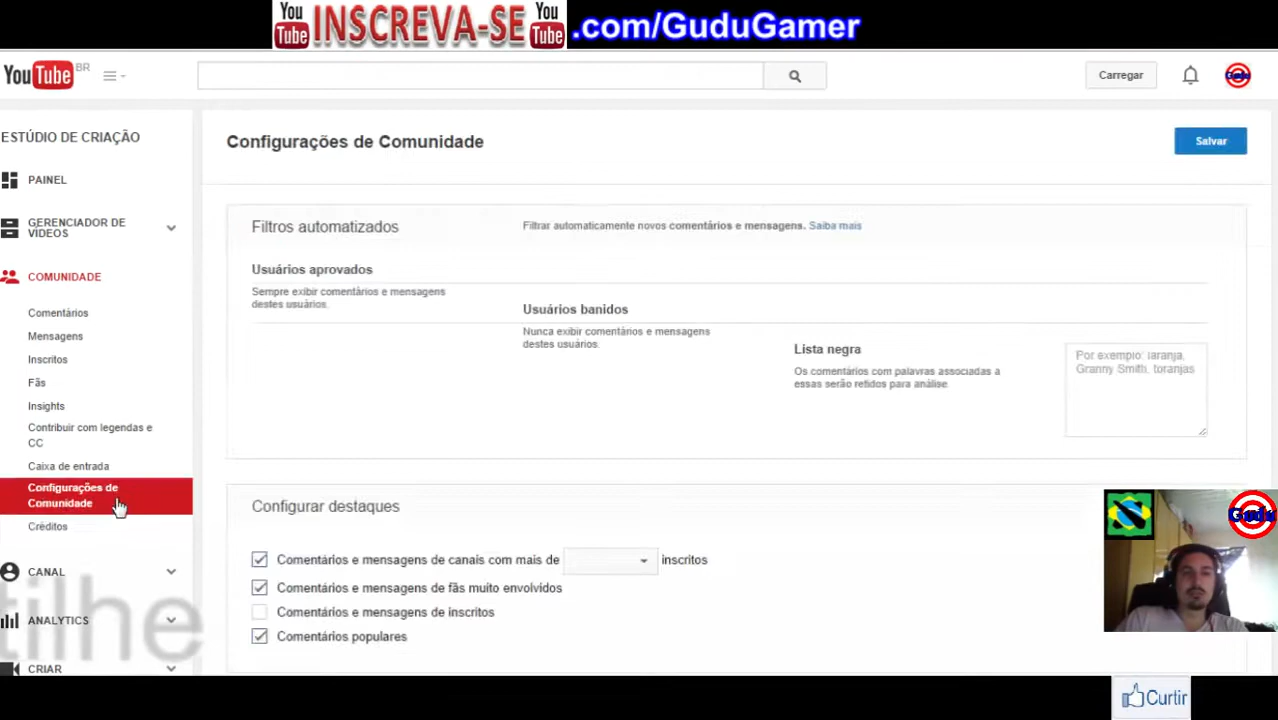 You Tube INSCREVA-SE You Tube .com/GuduGamer
YouTube BR
Carregar
Gudu
ESTÚDIO DE CRIAÇÃO
PAINEL
GERENCIADOR DE
VÍDEOS
COMUNIDADE
Comentários
Mensagens
Inscritos
Fãs
Insights
Contribuir com legendas e
CC
Caixa de entrada
Configurações de
Comunidade
Créditos
CANAL
tilhe
ANALYTICS
CRIAR
Configurações de Comunidade
Salvar
Filtros automatizados
Filtrar automaticamente novos comentários e mensagens. Saiba mais
Usuários aprovados
Sempre exibir comentários e mensagens
destes usuários.
Usuários banidos
Nunca exibir comentários e mensagens
destes usuários.
Lista negra
Os comentários com palavras associadas a
essas serão retidos para análise
Por exemplo: laranja,
Granny Smith, toranjas
Configurar destaques
Comentários e mensagens de canais com mais de inscritos
Comentários e mensagens de fãs muito envolvidos
Comentários e mensagens de inscritos
Comentários populares
Gudu
Curtir